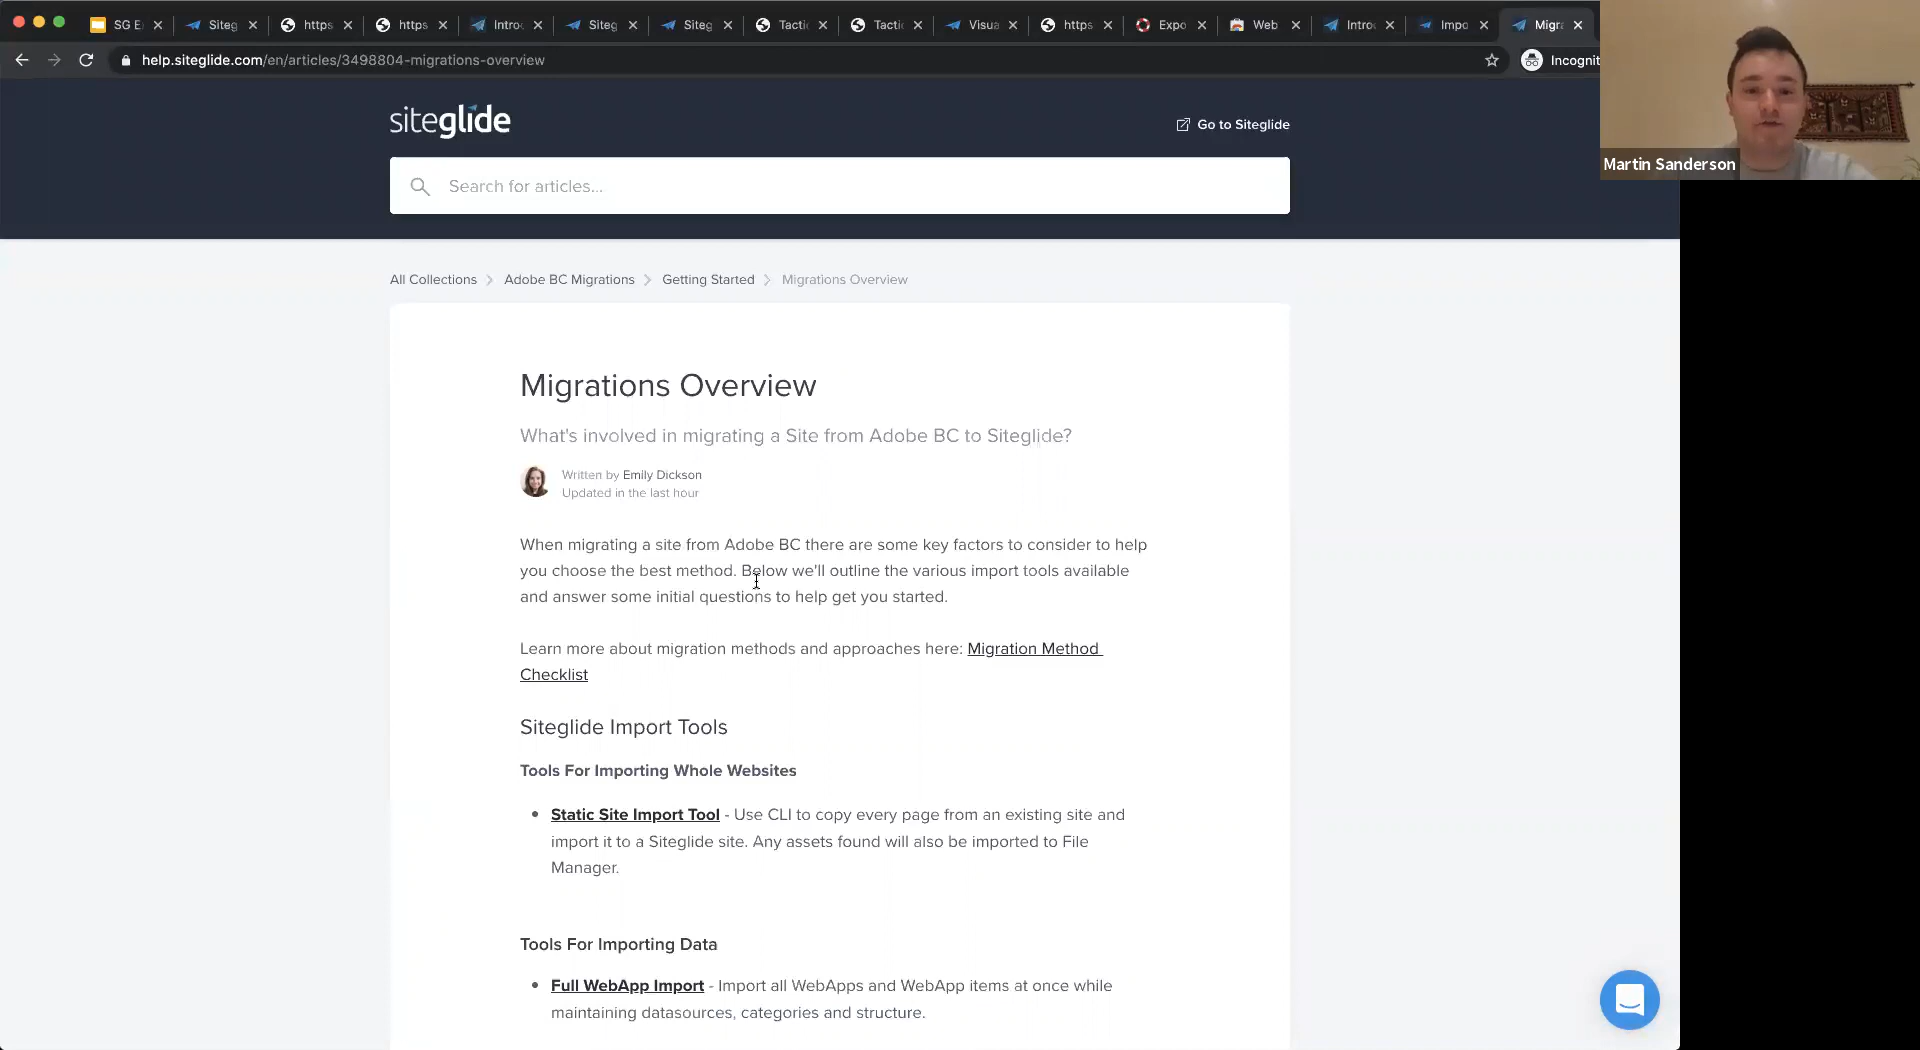 SG E
Siteg
https
https
Introd
Siteg
Siteg
Tactic
Tactic
Visua
https
Expo
Web
Introd
Impo
Migra
help.siteglide.com/en/articles/3498804-migrations-overview
Incognit
siteglide
Go to Siteglide
Search for articles...
Martin Sanderson
All Collections
Adobe BC Migrations
Getting Started
Migrations Overview
Migrations Overview
What's involved in migrating a Site from Adobe BC to Siteglide?
Written by Emily Dickson
Updated in the last hour
When migrating a site from Adobe BC there are some key factors to consider to help
you choose the best method. Below we'll outline the various import tools available
and answer some initial questions to help get you started.
Learn more about migration methods and approaches here: Migration Method
Checklist
Siteglide Import Tools
Tools For Importing Whole Websites
• Static Site Import Tool - Use CLI to copy every page from an existing site and
import it to a Siteglide site. Any assets found will also be imported to File
Manager.
Tools For Importing Data
• Full WebApp Import - Import all WebApps and WebApp items at once while
maintaining datasources, categories and structure.